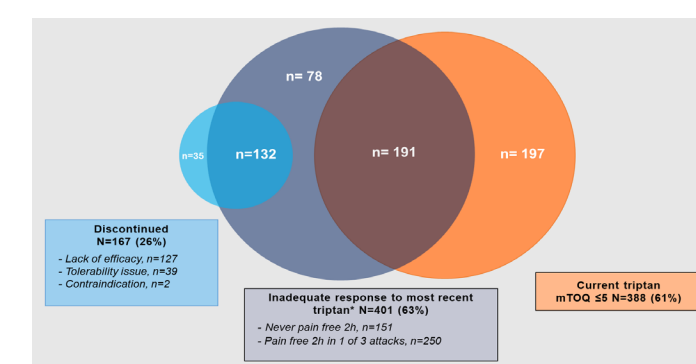 n= 78
n=35
n=132
n= 191
n= 197
Discontinued
N=167 (26%)
- Lack of efficacy, n=127
- Tolerability issue, n=39
- Contraindication, n=2
Inadequate response to most recent
triptan* N=401 (63%)
- Never pain free 2h, n=151
- Pain free 2h in 1 of 3 attacks, n=250
Current triptan
mTOQ ≤5 N=388 (61%)